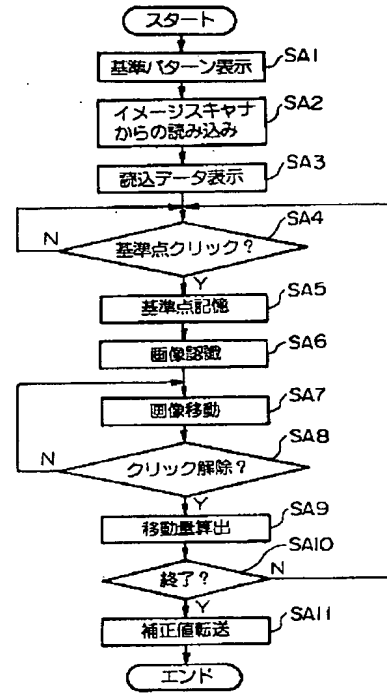 スタート
基準パターン表示
SA1
イメージスキャナ
からの読み込み
SA2
読込データ表示
SA3
基準点クリック?
SA4
N
Y
基準点記憶
SA5
画像認識
SA6
画像移動
SA7
クリック解除?
SA8
N
Y
移動量算出
SA9
終了?
SA10
N
Y
補正値転送
SA11
エンド